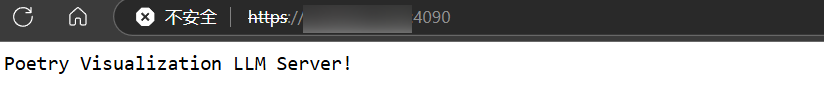 不安全 https:// 4090
Poetry Visualization LLM Server!